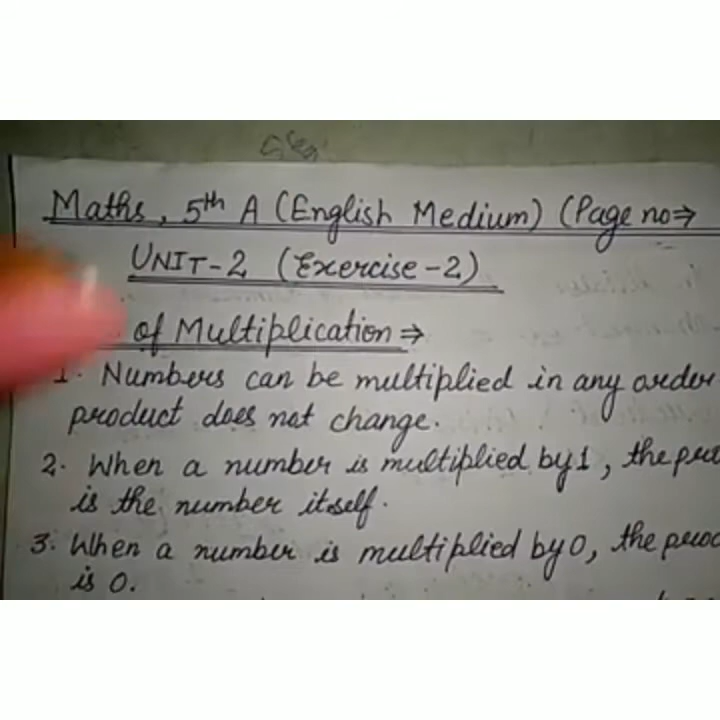 Maths, 5th A (English Medium) (Page no⇒
UNIT-2 (Exercise-2)
of Multiplication ⇒
1. Numbers can be multiplied in any order
product does not change.
2. When a number is multiplied by 1, the
is the number itself.
3. When a number is multiplied by 0, the
is 0.